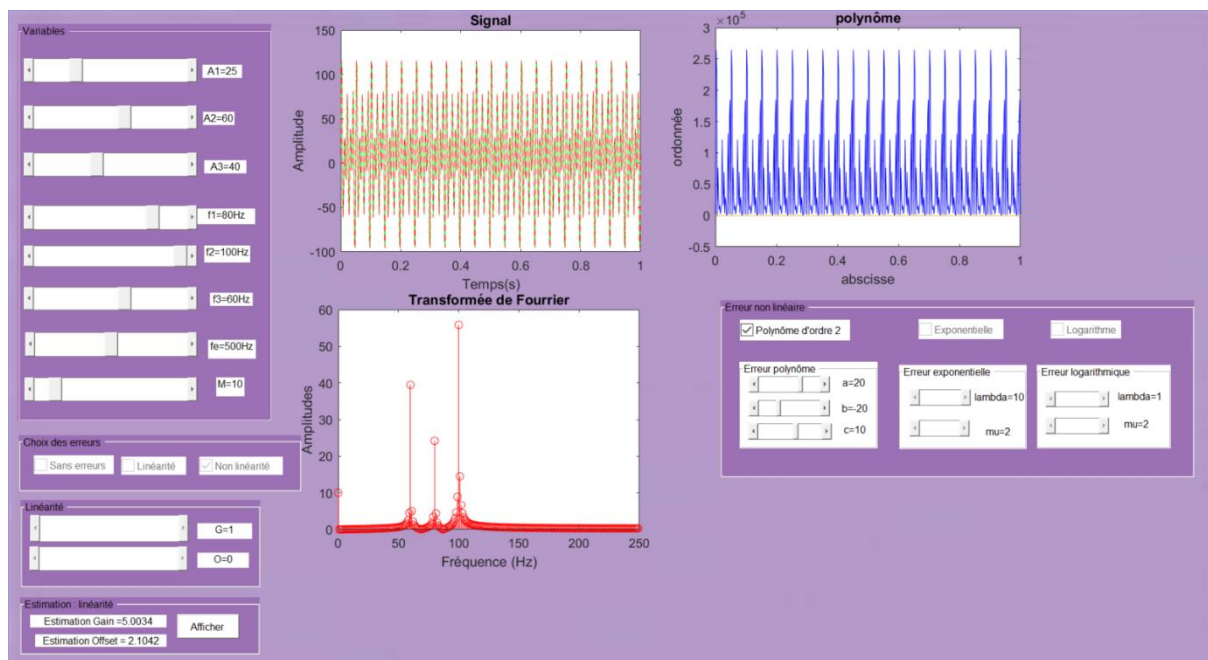 Variables
A1=25
A2=60
A3=40
f1=80Hz
f2=100Hz
f3=60Hz
fe=500Hz
M=10
Choix des erreurs
Sans erreurs
Linéarité
Non linéarité
Linéarité
G=1
O=0
Estimation : linéarité
Estimation Gain =5.0034
Estimation Offset = 2.1042
Afficher
Signal
Amplitude
150
100
50
0
-50
-100
0 0.2 0.4 0.6 0.8 1
Temps(s)
Transformée de Fourrier
Amplitudes
60
50
40
30
20
10
0
0 50 100 150 200 250
Fréquence (Hz)
polynôme
×10^5
ordonnée
3
2.5
2
1.5
1
0.5
0
-0.5
0 0.2 0.4 0.6 0.8 1
abscisse
Erreur non linéaire
Polynôme d'ordre 2
Exponentielle
Logarithme
Erreur polynôme
a=20
b=-20
c=10
Erreur exponentielle
lambda=10
mu=2
Erreur logarithmique
lambda=1
mu=2